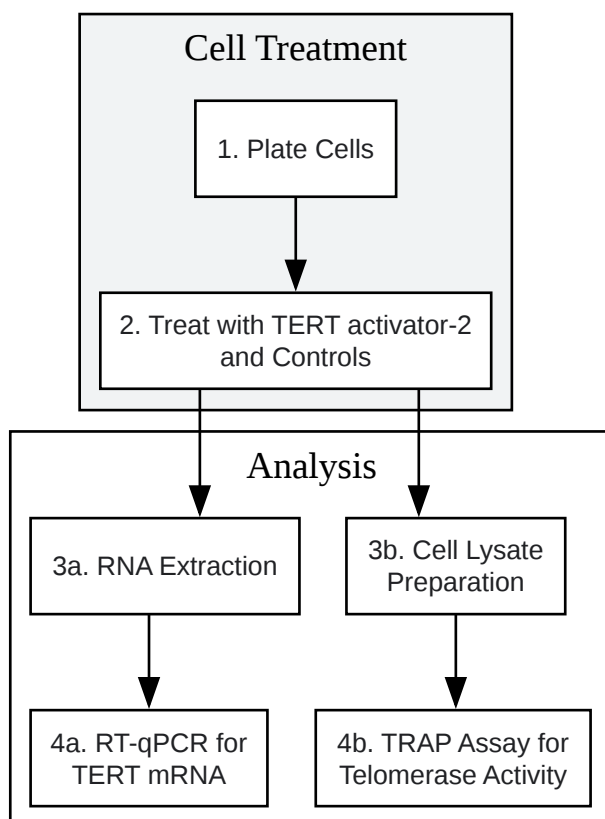 Cell Treatment
1. Plate Cells
2. Treat with TERT activator-2
and Controls
Analysis
3a. RNA Extraction
3b. Cell Lysate
Preparation
4a. RT-qPCR for
TERT mRNA
4b. TRAP Assay for
Telomerase Activity